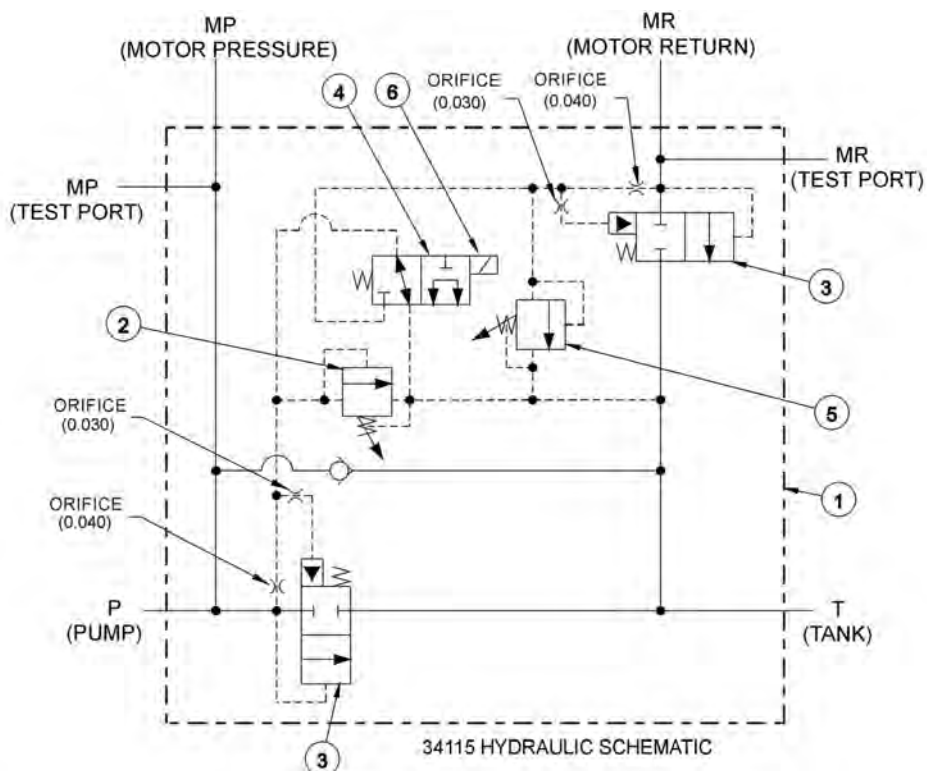 MP
(MOTOR PRESSURE)
MR
(MOTOR RETURN)
4
6
ORIFICE
(0.030)
ORIFICE
(0.040)
MP
(TEST PORT)
MR
(TEST PORT)
3
2
5
ORIFICE
(0.030)
1
ORIFICE
(0.040)
P
(PUMP)
T
(TANK)
3
34115 HYDRAULIC SCHEMATIC